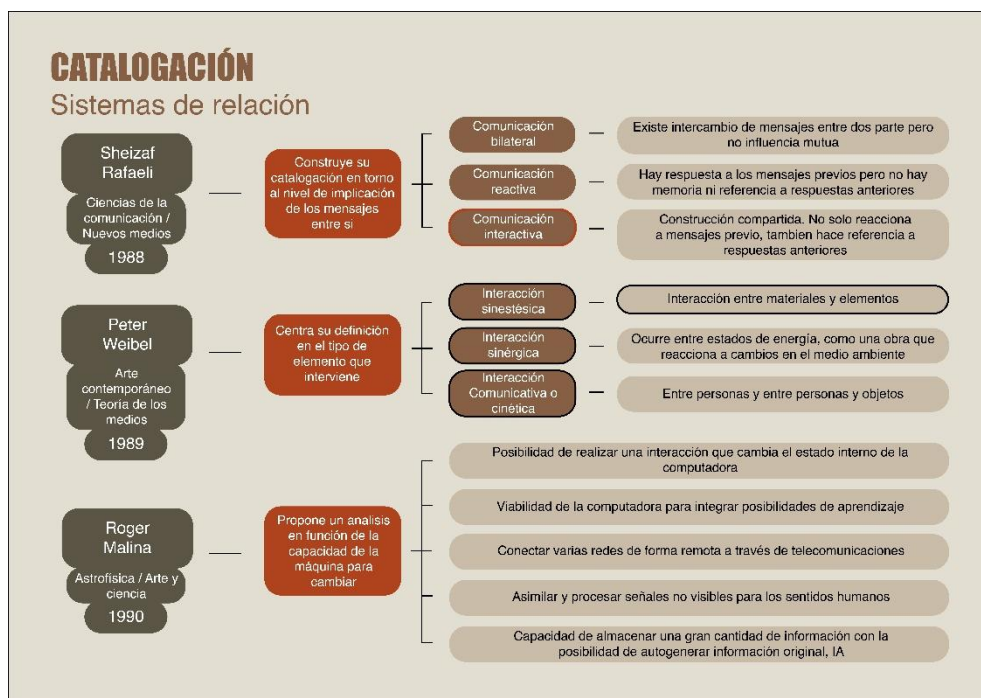 CATALOGACIÓN
Sistemas de relación
Sheizaf
Rafaeli
Ciencias de la
comunicación /
Nuevos medios
1988
Construye su
catalogación en torno
al nivel de implicación
de los mensajes
entre si
Comunicación
bilateral
Existe intercambio de mensajes entre dos parte pero
no influencia mutua
Comunicación
reactiva
Hay respuesta a los mensajes previos pero no hay
memoria ni referencia a respuestas anteriores
Comunicación
interactiva
Construcción compartida. No solo reacciona
a mensajes previo, tambien hace referencia a
respuestas anteriores
Peter
Weibel
Arte
contemporáneo
/ Teoría de los
medios
1989
Centra su definición
en el tipo de
elemento que
interviene
Interacción
sinestésica
Interacción entre materiales y elementos
Interacción
sinérgica
Ocurre entre estados de energía, como una obra que
reacciona a cambios en el medio ambiente
Interacción
Comunicativa o
cinética
Entre personas y entre personas y objetos
Roger
Malina
Astrofísica / Arte y
ciencia
1990
Propone un analisis
en función de la
capacidad de la
máquina para
cambiar
Posibilidad de realizar una interacción que cambia el estado interno de la
computadora
Viabilidad de la computadora para integrar posibilidades de aprendizaje
Conectar varias redes de forma remota a través de telecomunicaciones
Asimilar y procesar señales no visibles para los sentidos humanos
Capacidad de almacenar una gran cantidad de información con la
posibilidad de autogenerar información original, IA